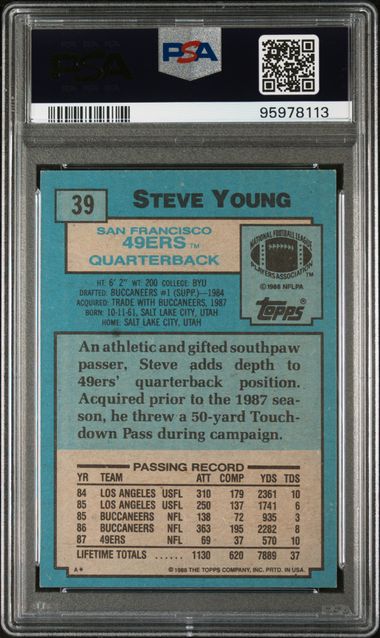 PSA
PSA
95978113
39
STEVE YOUNG
SAN FRANCISCO
49ERS TM
QUARTERBACK
NATIONAL FOOTBALL LEAGUE
PLAYERS ASSOCIATION
© 1988 NFLPA
Topps
HT: 6' 2" WT: 200 COLLEGE: BYU
DRAFTED: BUCCANEERS #1 (SUPP.)—1984
ACQUIRED: TRADE WITH BUCCANEERS, 1987
BORN: 10-11-61, SALT LAKE CITY, UTAH
HOME: SALT LAKE CITY, UTAH
An athletic and gifted southpaw
passer, Steve adds depth to
49ers' quarterback position.
Acquired prior to the 1987 sea-
son, he threw a 50-yard Touch-
down Pass during campaign.
PASSING RECORD
YR TEAM ATT COMP YDS TDS
84 LOS ANGELES USFL 310 179 2361 10
85 LOS ANGELES USFL 250 137 1741 6
85 BUCCANEERS NFL 138 72 935 3
86 BUCCANEERS NFL 363 195 2282 8
87 49ERS NFL 69 37 570 10
LIFETIME TOTALS ...... 1130 620 7889 37
A* © 1988 THE TOPPS COMPANY, INC. PRTD. IN USA.